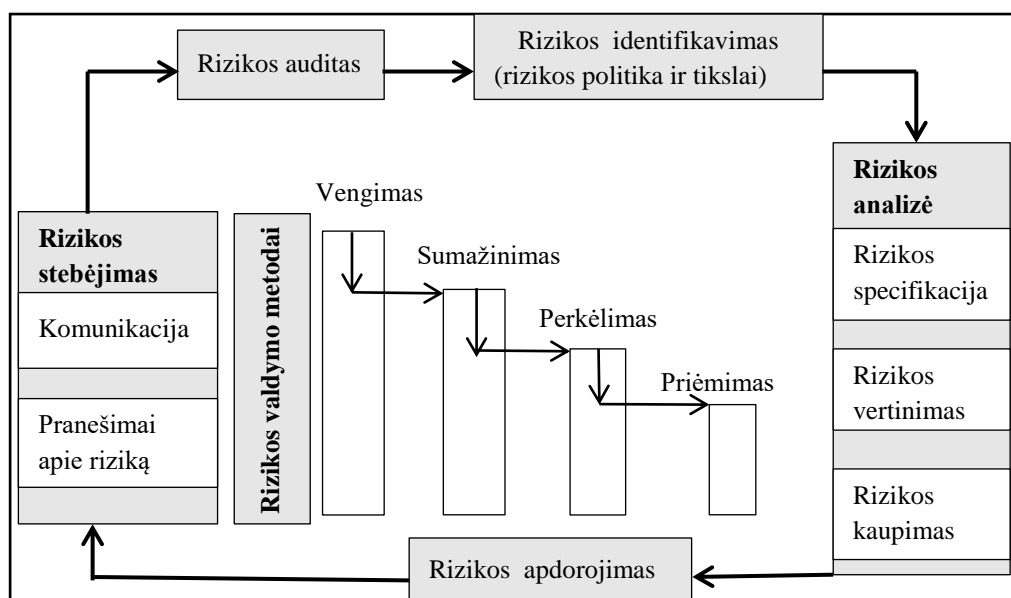 Rizikos auditas
Rizikos identifikavimas
(rizikos politika ir tikslai)
Rizikos
analizė
Rizikos
specifikacija
Rizikos
vertinimas
Rizikos
kaupimas
Rizikos apdorojimas
Rizikos
stebėjimas
Komunikacija
Pranešimai
apie riziką
Rizikos valdymo metodai
Vengimas
Sumažinimas
Perkėlimas
Priėmimas